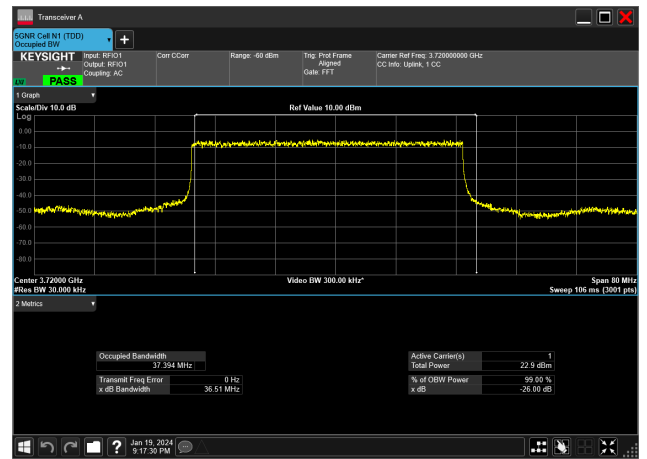 Transceiver A
5GNR Cell N1 (TDD)
Occupied BW
KEYSIGHT
Input: RFIO1
Output: RFIO1
Coupling: AC
Corr CCorr
Range: -60 dBm
Trig: Prot Frame
Aligned
Gate: FFT
Carrier Ref Freq: 3.720000000 GHz
CC Info: Uplink, 1 CC
LW
PASS
1 Graph
Scale/Div 10.0 dB
Ref Value 10.00 dBm
Log
0.00
-10.0
-20.0
-30.0
-40.0
-50.0
-60.0
-70.0
-80.0
Center 3.72000 GHz
Video BW 300.00 kHz*
Span 80 MHz
#Res BW 30.000 kHz
Sweep 106 ms (3001 pts)
2 Metrics
Occupied Bandwidth
37.394 MHz
Active Carrier(s) 1
Total Power 22.9 dBm
Transmit Freq Error 0 Hz
x dB Bandwidth 36.51 MHz
% of OBW Power 99.00 %
x dB -26.00 dB
?
Jan 19, 2024
9:17:30 PM